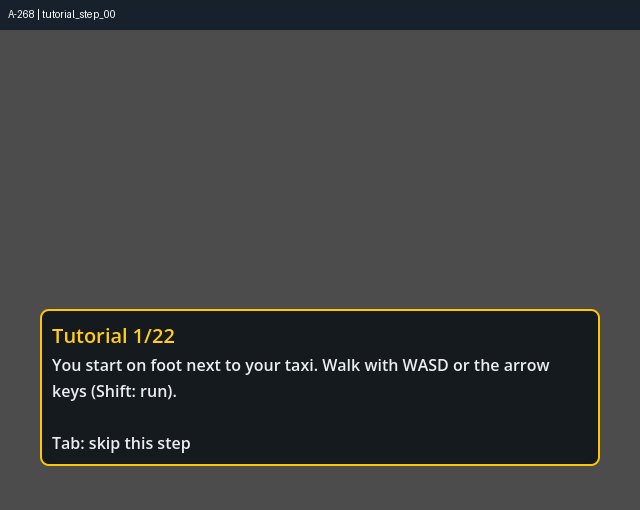 A-268 | tutorial_step_00
Tutorial 1/22
You start on foot next to your taxi. Walk with WASD or the arrow
keys (Shift: run).
Tab: skip this step